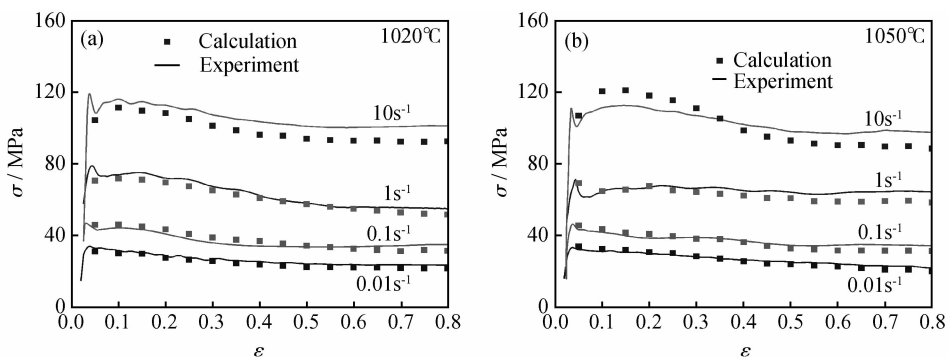 160
120
80
40
0
σ / MPa
(a)
1020℃
Calculation
Experiment
10s⁻¹
1s⁻¹
0.1s⁻¹
0.01s⁻¹
0.0 0.1 0.2 0.3 0.4 0.5 0.6 0.7 0.8
ε
160
120
80
40
0
σ / MPa
(b)
1050℃
Calculation
Experiment
10s⁻¹
1s⁻¹
0.1s⁻¹
0.01s⁻¹
0.0 0.1 0.2 0.3 0.4 0.5 0.6 0.7 0.8
ε